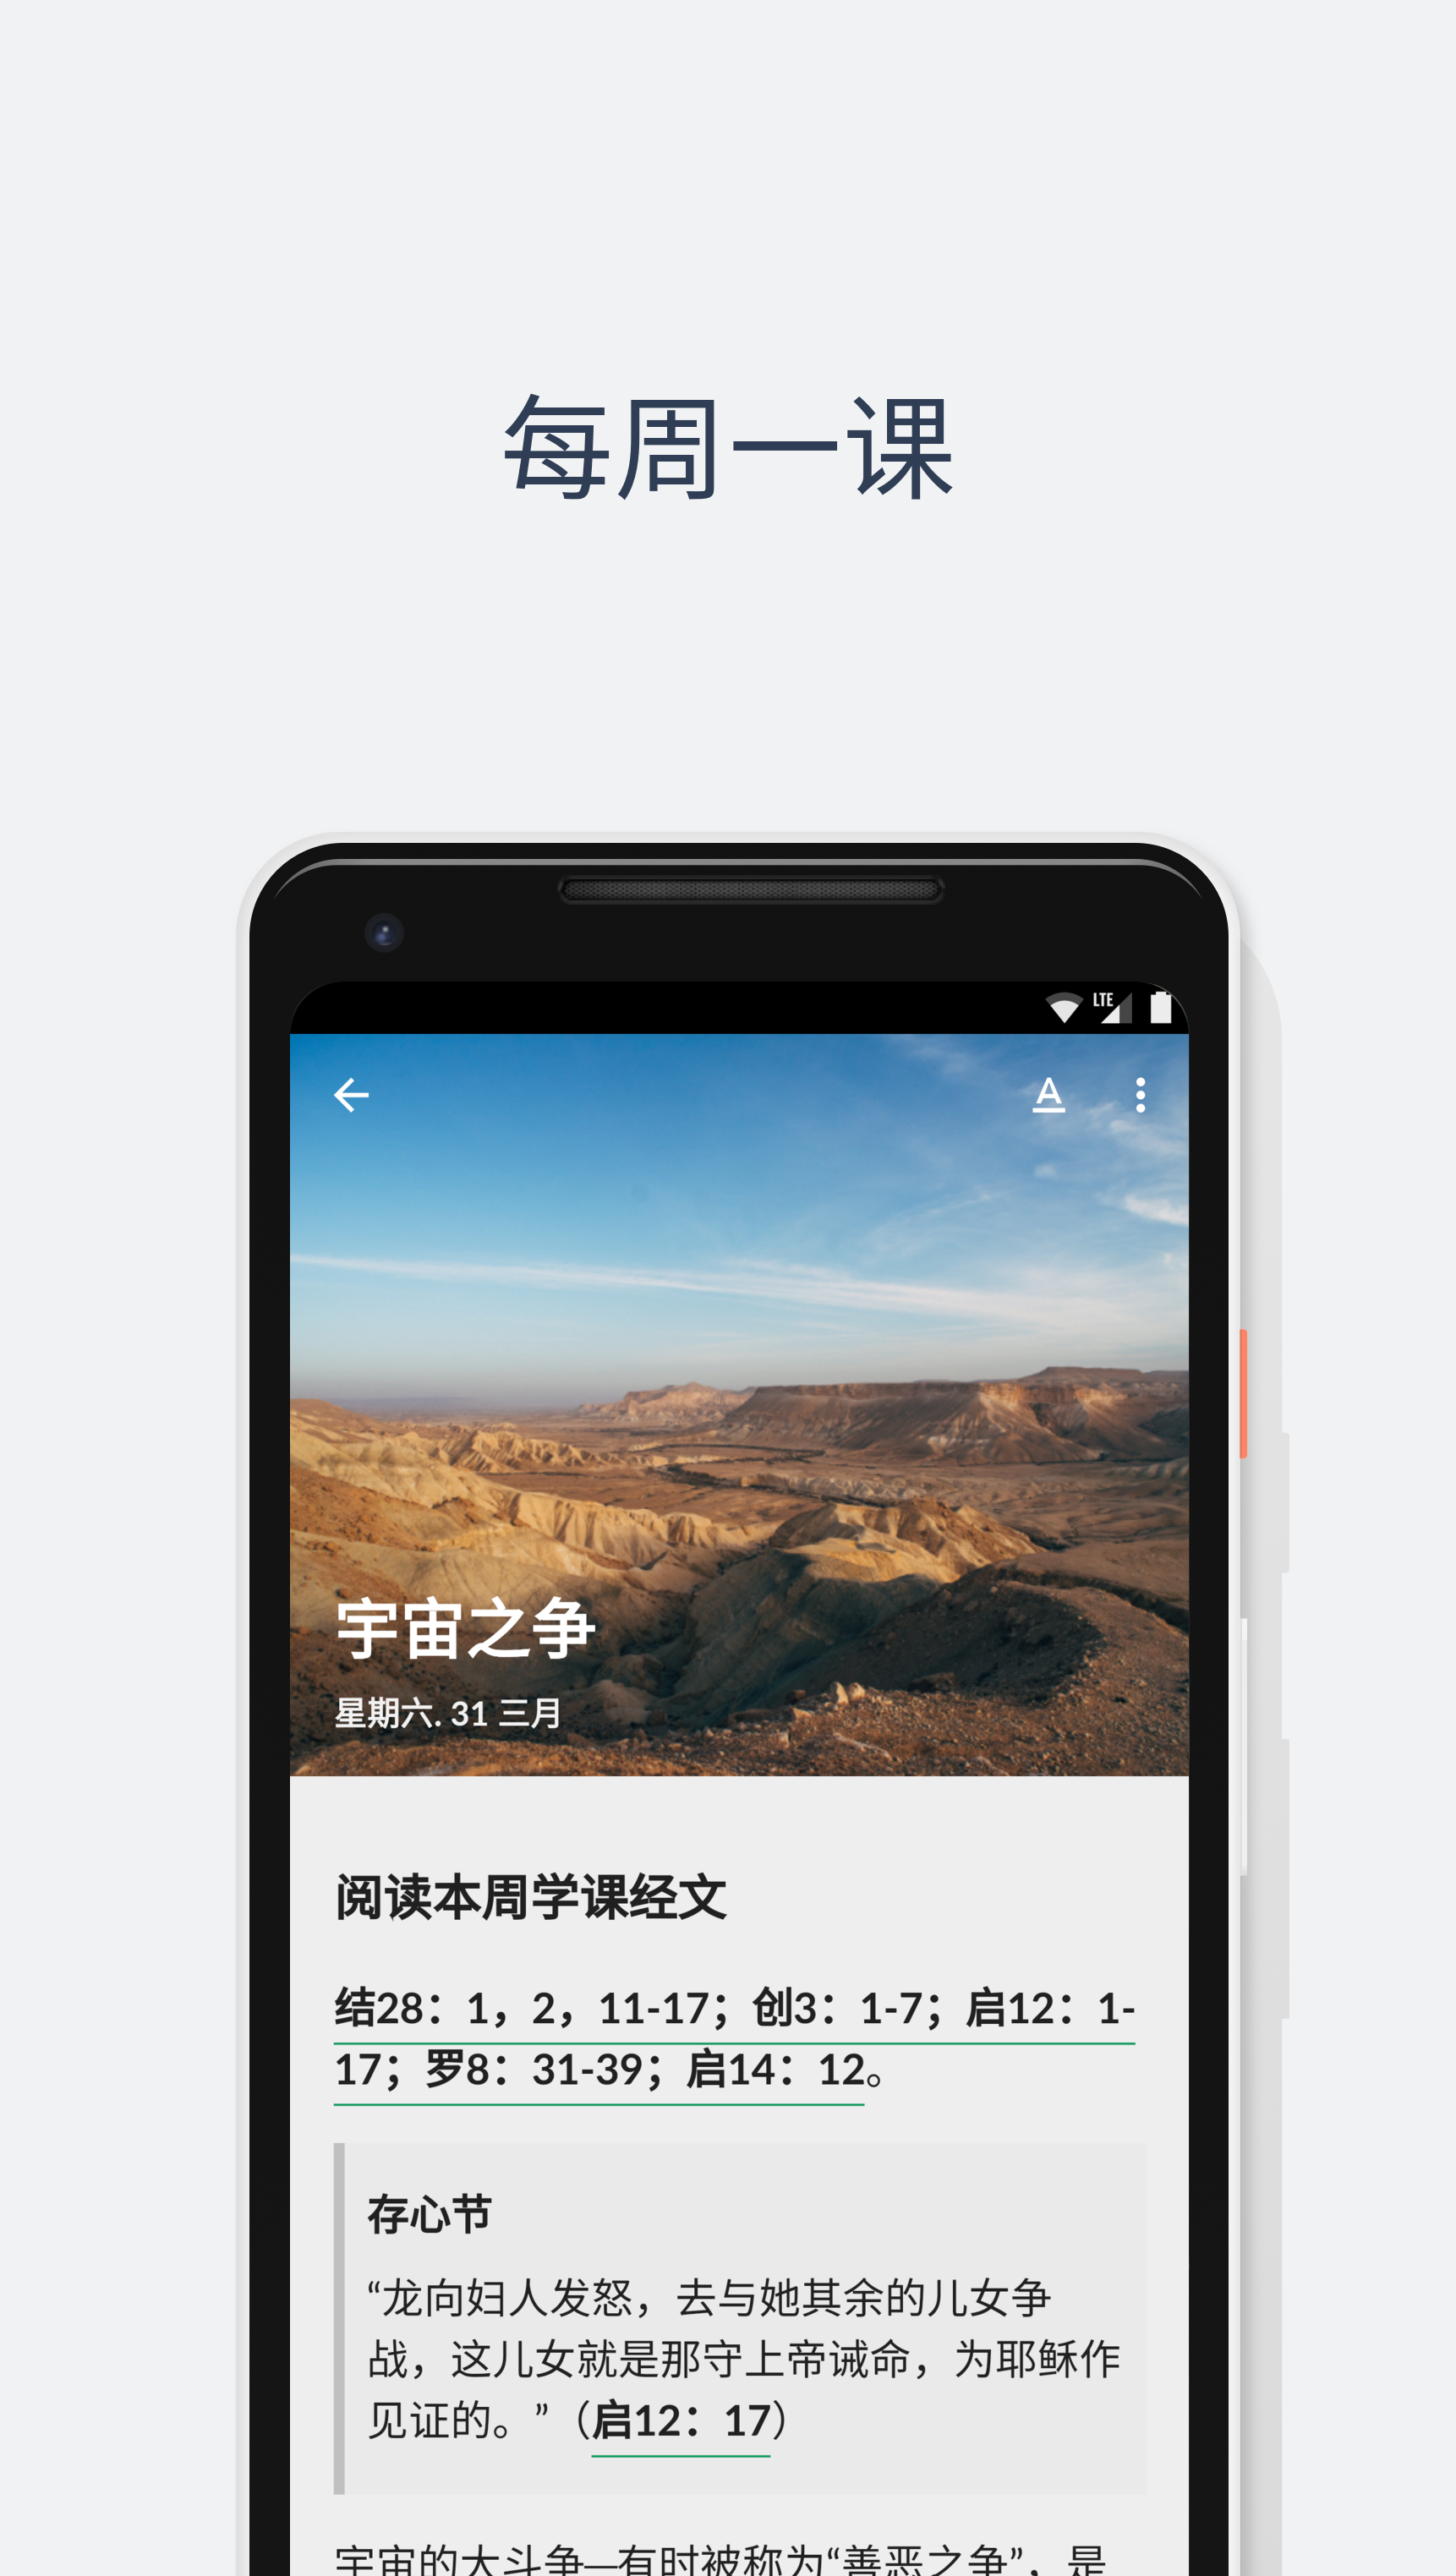 每周一课
LTE
A
宇宙之争
星期六. 31 三月
阅读本周学课经文
结28：1，2，11-17；创3：1-7；启12：1-
17；罗8：31-39；启14：12。
存心节
“龙向妇人发怒，去与她其余的儿女争
战，这儿女就是那守上帝诫命，为耶稣作
见证的。”（启12：17）
宇宙的大斗争—有时被称为“善恶之争”，是